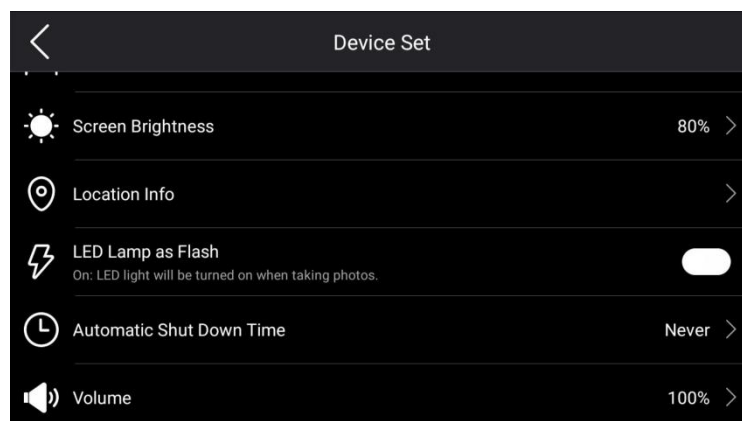 Device Set
Screen Brightness 80%
Location Info
LED Lamp as Flash
On: LED light will be turned on when taking photos.
Automatic Shut Down Time Never
Volume 100%